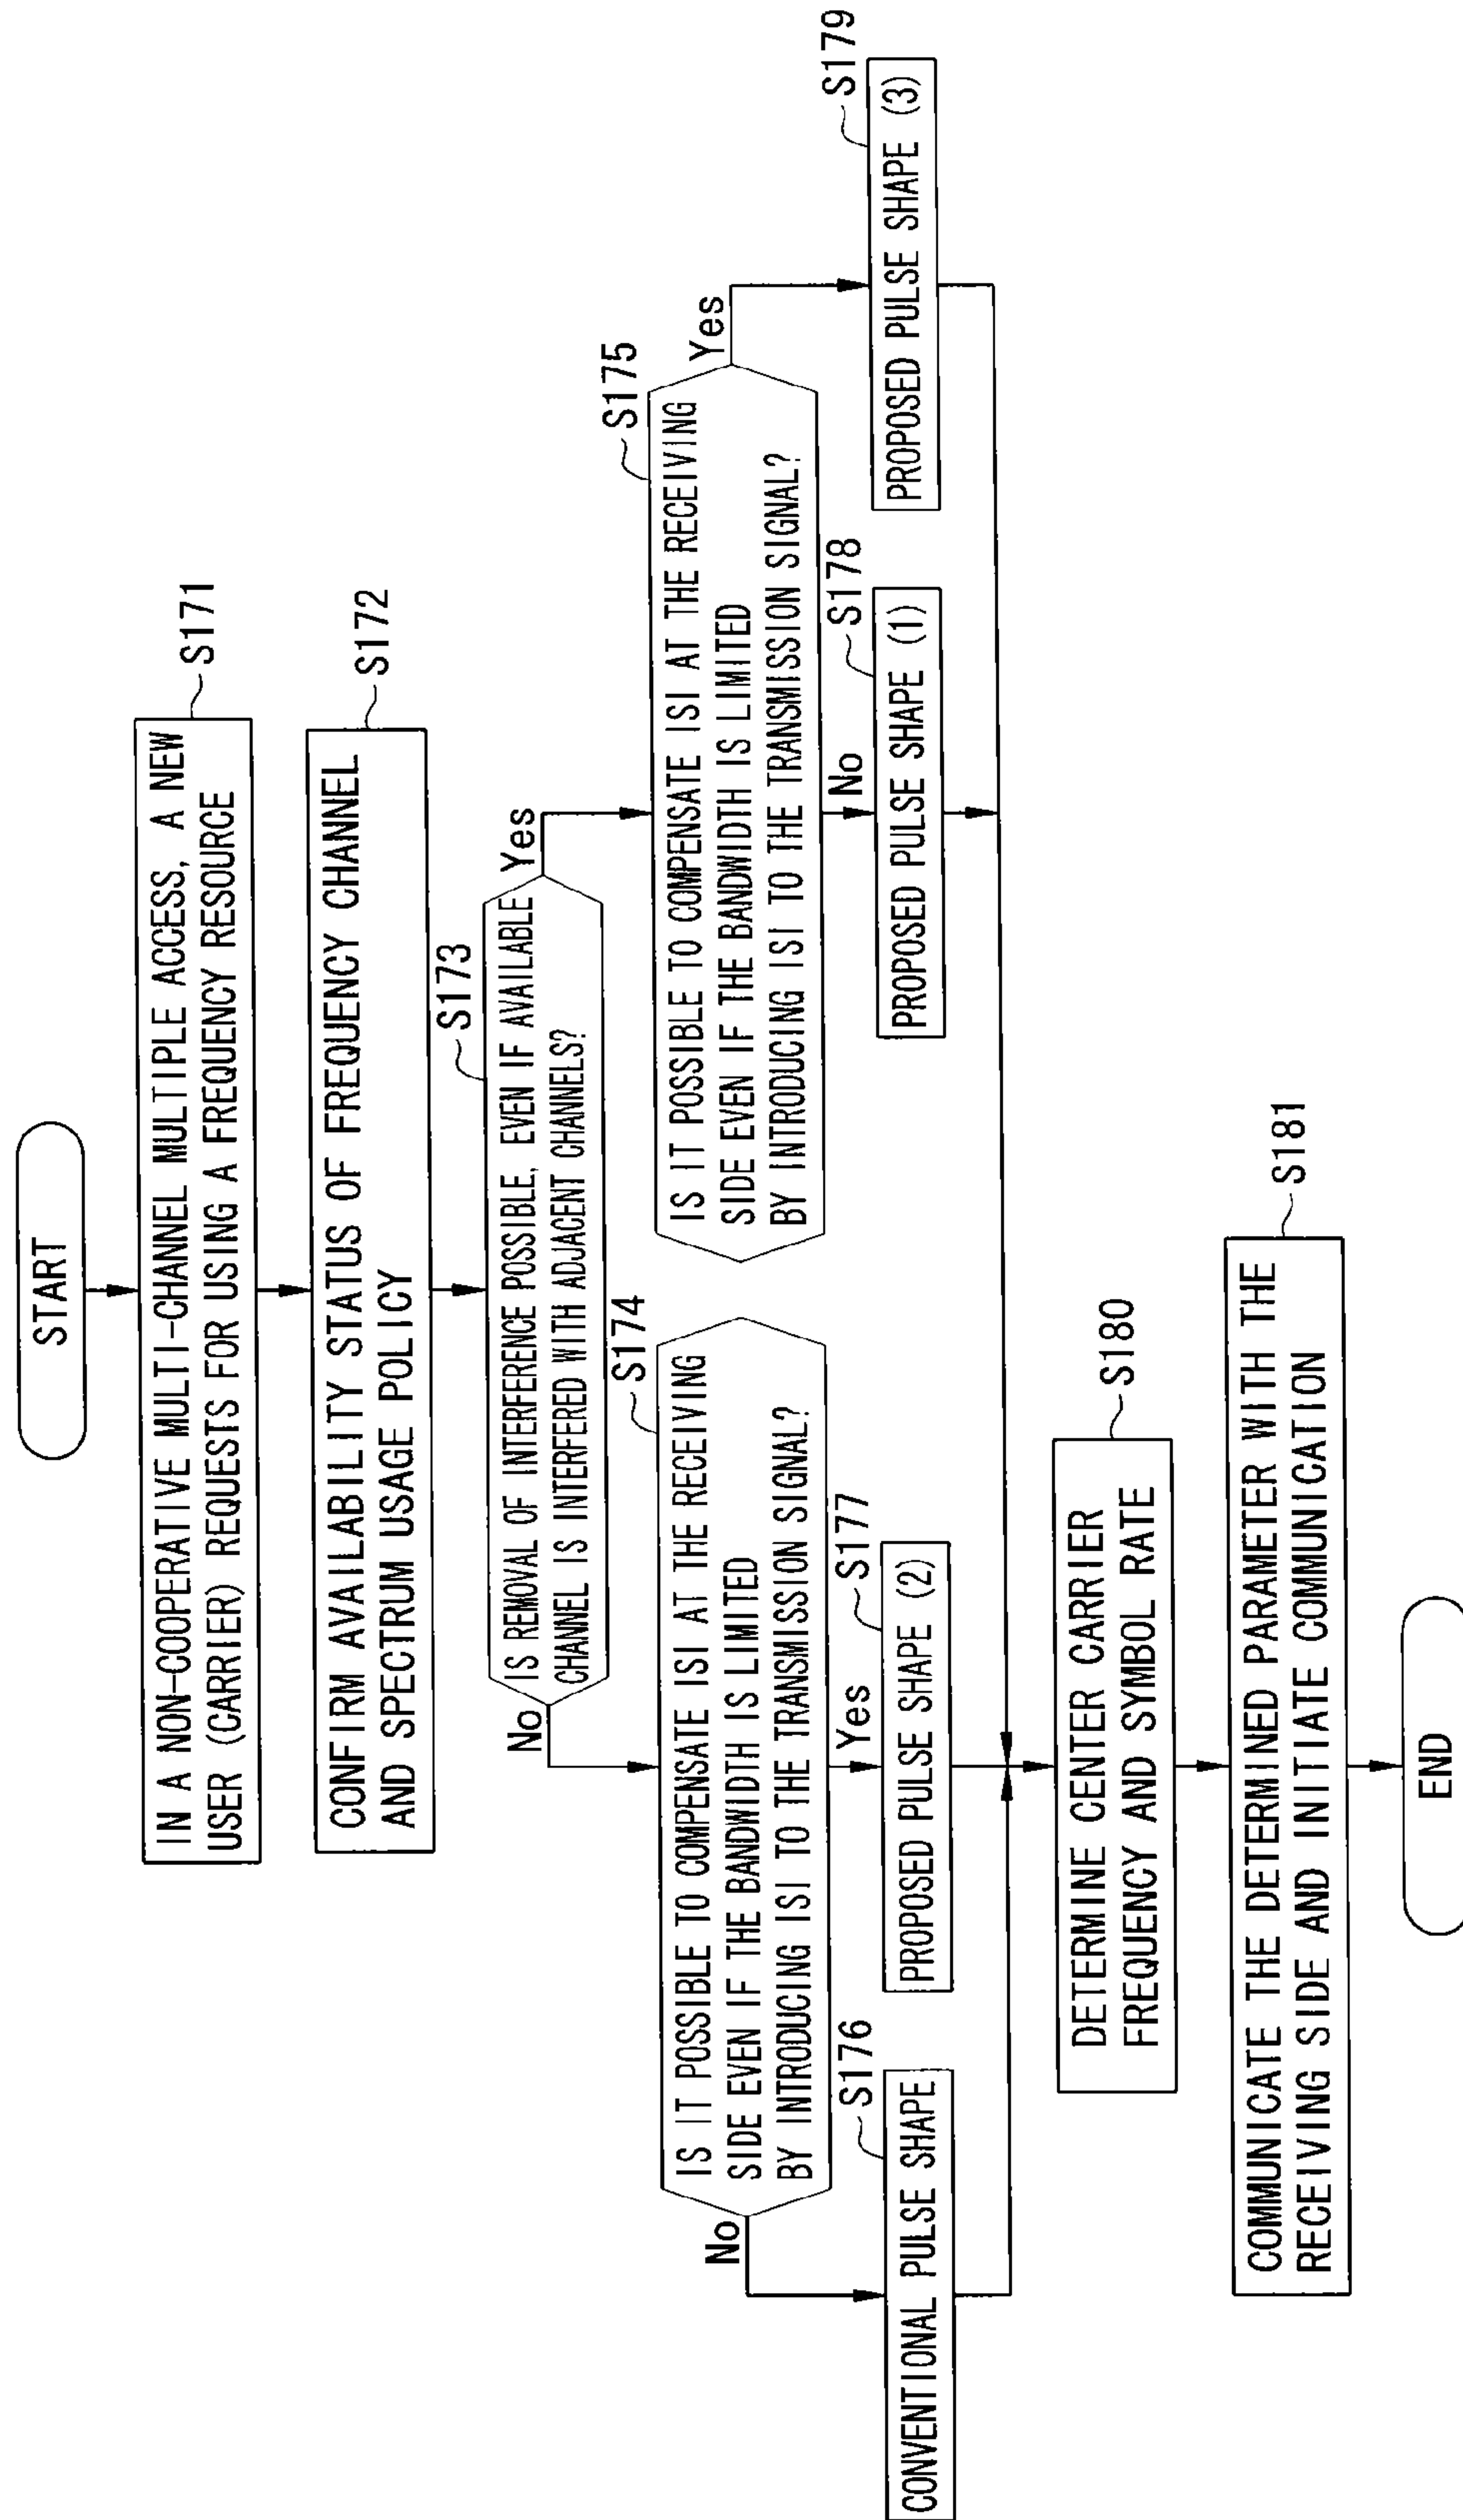 START
IN A NON-COOPERATIVE MULTI-CHANNEL MULTIPLE ACCESS, A NEW
USER (CARRIER) REQUESTS FOR USING A FREQUENCY RESOURCE
S171
CONFIRM AVAILABILITY STATUS OF FREQUENCY CHANNEL
AND SPECTRUM USAGE POLICY
S172
IS REMOVAL OF INTERFERENCE POSSIBLE, EVEN IF AVAILABLE
CHANNEL IS INTERFERED WITH ADJACENT CHANNELS?
S173
No
Yes
IS IT POSSIBLE TO COMPENSATE ISI AT THE RECEIVING
SIDE EVEN IF THE BANDWIDTH IS LIMITED
BY INTRODUCING ISI TO THE TRANSMISSION SIGNAL?
S174
IS IT POSSIBLE TO COMPENSATE ISI AT THE RECEIVING
SIDE EVEN IF THE BANDWIDTH IS LIMITED
BY INTRODUCING ISI TO THE TRANSMISSION SIGNAL?
S175
No
Yes
No
Yes
CONVENTIONAL PULSE SHAPE
S176
PROPOSED PULSE SHAPE (2)
S177
PROPOSED PULSE SHAPE (1)
S178
PROPOSED PULSE SHAPE (3)
S179
DETERMINE CENTER CARRIER
FREQUENCY AND SYMBOL RATE
S180
COMMUNICATE THE DETERMINED PARAMETER WITH THE
RECEIVING SIDE AND INITIATE COMMUNICATION
S181
END